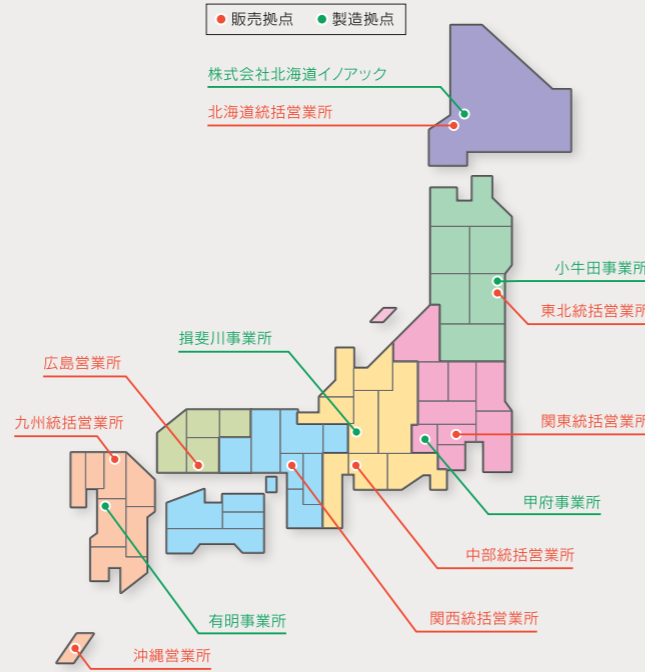 販売拠点 製造拠点
株式会社北海道イノアック
北海道統括営業所
小牛田事業所
東北統括営業所
揖斐川事業所
広島営業所
九州統括営業所
関東統括営業所
甲府事業所
中部統括営業所
関西統括営業所
有明事業所
沖縄営業所